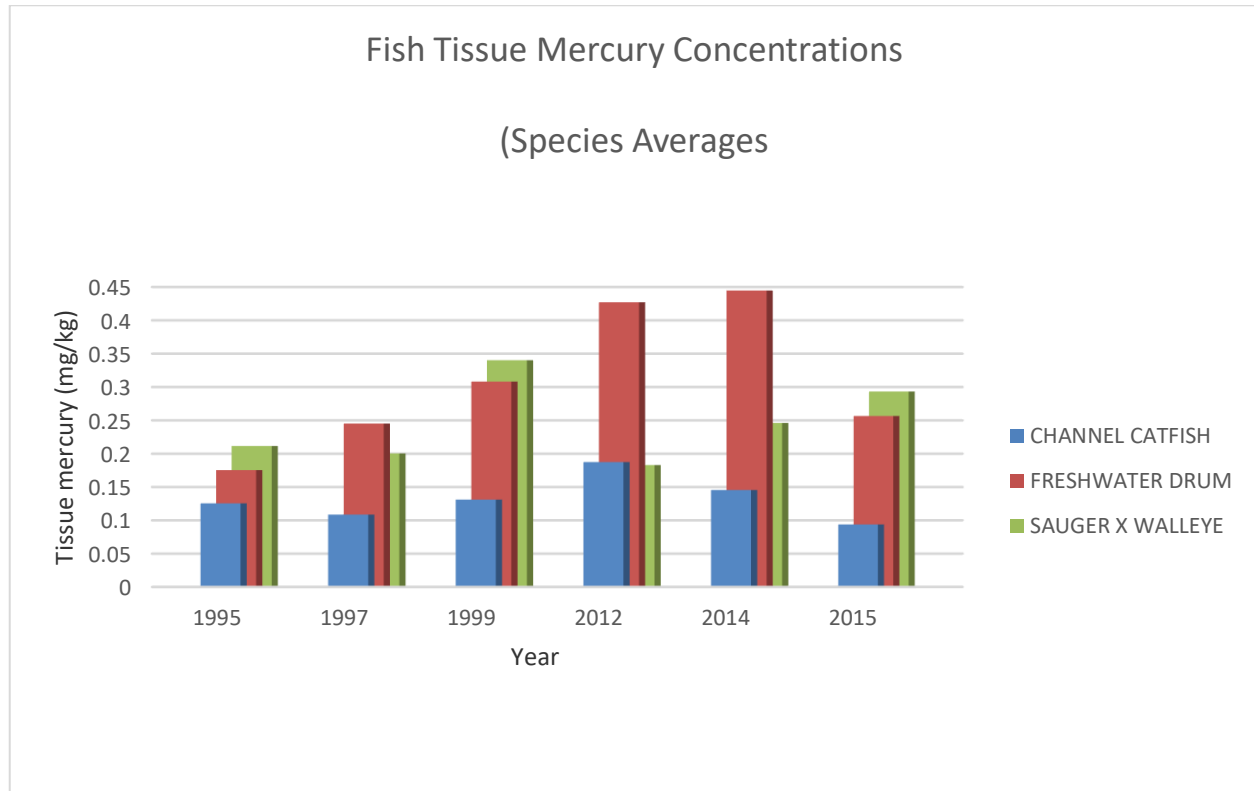 Fish Tissue Mercury Concentrations
(Species Averages
Tissue mercury (mg/kg)
0.45
0.4
0.35
0.3
0.25
0.2
0.15
0.1
0.05
0
1995 1997 1999 2012 2014 2015
Year
CHANNEL CATFISH
FRESHWATER DRUM
SAUGER X WALLEYE